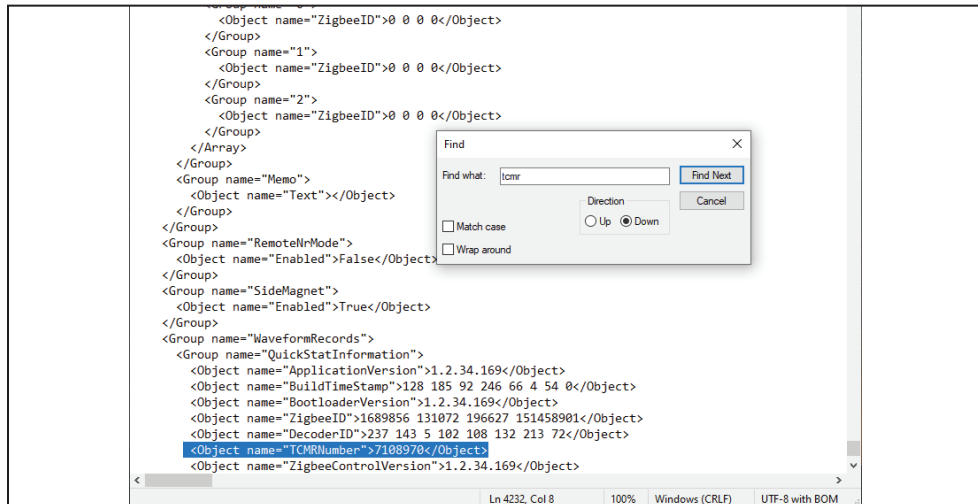 <Object name="ZigbeeID">0 0 0 0</Object>
</Group>
<Group name="1">
<Object name="ZigbeeID">0 0 0 0</Object>
</Group>
<Group name="2">
<Object name="ZigbeeID">0 0 0 0</Object>
</Group>
</Array>
</Group>
<Group name="Memo">
<Object name="Text"></Object>
</Group>
</Group>
<Group name="RemoteNrMode">
<Object name="Enabled">False</Object>
</Group>
<Group name="SideMagnet">
<Object name="Enabled">True</Object>
</Group>
<Group name="WaveformRecords">
<Group name="QuickStatInformation">
<Object name="ApplicationVersion">1.2.34.169</Object>
<Object name="BuildTimeStamp">128 185 92 246 66 4 54 0</Object>
<Object name="BootloaderVersion">1.2.34.169</Object>
<Object name="ZigbeeID">1689856 131072 196627 151458901</Object>
<Object name="DecoderID">237 143 5 102 108 132 213 72</Object>
<Object name="TCMRNumber">7108970</Object>
<Object name="ZigbeeControlVersion">1.2.34.169</Object>
Find
Find what: tcmr
Find Next
Direction
Cancel
Up Down
Match case
Wrap around
Ln 4232, Col 8 100% Windows (CRLF) UTF-8 with BOM